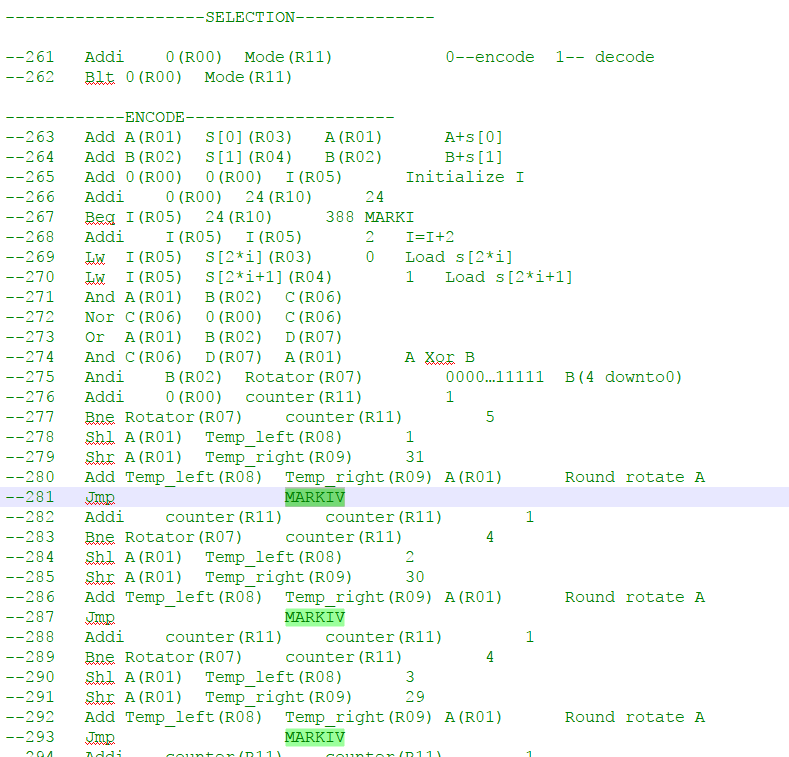 --------------------SELECTION--------------
--261 Addi 0(R00) Mode(R11) 0--encode 1-- decode
--262 Blt 0(R00) Mode(R11)
------------ENCODE---------------------
--263 Add A(R01) S[0](R03) A(R01) A+s[0]
--264 Add B(R02) S[1](R04) B(R02) B+s[1]
--265 Add 0(R00) 0(R00) I(R05) Initialize I
--266 Addi 0(R00) 24(R10) 24
--267 Beq I(R05) 24(R10) 388 MARKI
--268 Addi I(R05) I(R05) 2 I=I+2
--269 Lw I(R05) S[2*i](R03) 0 Load s[2*i]
--270 Lw I(R05) S[2*i+1](R04) 1 Load s[2*i+1]
--271 And A(R01) B(R02) C(R06)
--272 Nor C(R06) 0(R00) C(R06)
--273 Or A(R01) B(R02) D(R07)
--274 And C(R06) D(R07) A(R01) A Xor B
--275 Andi B(R02) Rotator(R07) 0000…11111 B(4 downto0)
--276 Addi 0(R00) counter(R11) 1
--277 Bne Rotator(R07) counter(R11) 5
--278 Shl A(R01) Temp_left(R08) 1
--279 Shr A(R01) Temp_right(R09) 31
--280 Add Temp_left(R08) Temp_right(R09) A(R01) Round rotate A
--281 Jmp MARKIV
--282 Addi counter(R11) counter(R11) 1
--283 Bne Rotator(R07) counter(R11) 4
--284 Shl A(R01) Temp_left(R08) 2
--285 Shr A(R01) Temp_right(R09) 30
--286 Add Temp_left(R08) Temp_right(R09) A(R01) Round rotate A
--287 Jmp MARKIV
--288 Addi counter(R11) counter(R11) 1
--289 Bne Rotator(R07) counter(R11) 4
--290 Shl A(R01) Temp_left(R08) 3
--291 Shr A(R01) Temp_right(R09) 29
--292 Add Temp_left(R08) Temp_right(R09) A(R01) Round rotate A
--293 Jmp MARKIV
--294 Addi counter(R11) counter(R11) 1